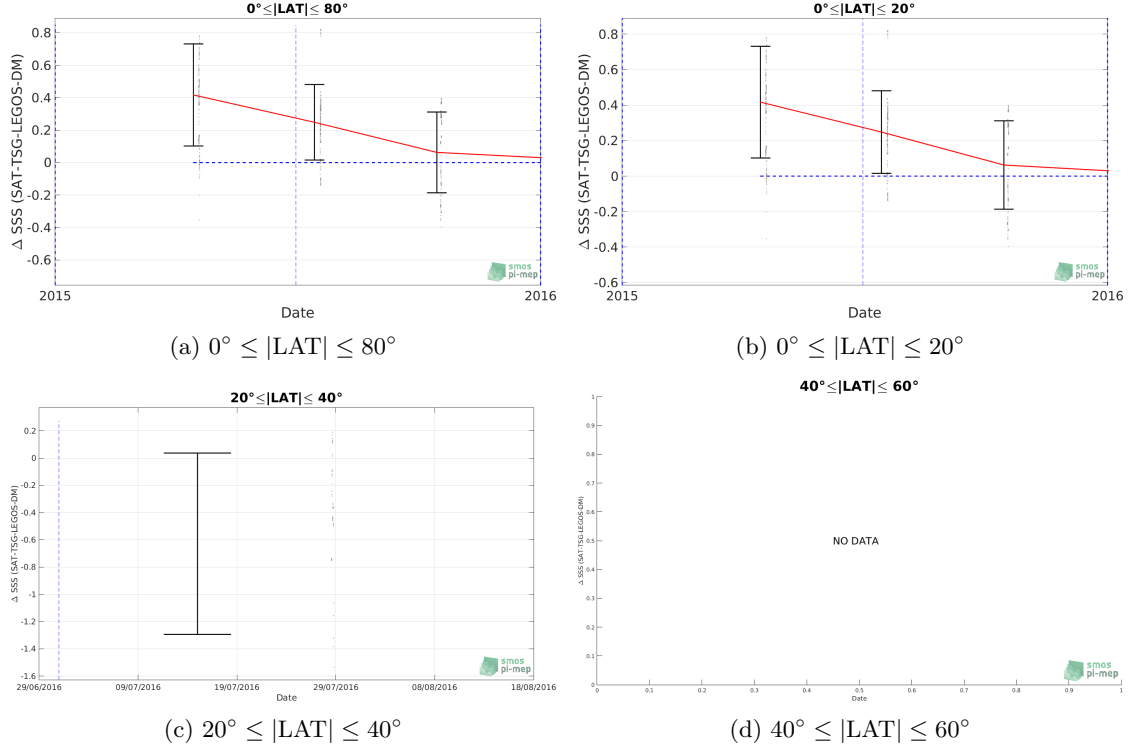 0°≤|LAT|≤ 80°
Δ SSS (SAT-TSG-LEGOS-DM)
0.8
0.6
0.4
0.2
0
-0.2
-0.4
-0.6
2015
2016
Date
smos
pi-mep
(a) 0° ≤ |LAT| ≤ 80°
0°≤|LAT|≤ 20°
Δ SSS (SAT-TSG-LEGOS-DM)
0.8
0.6
0.4
0.2
0
-0.2
-0.4
-0.6
2015
2016
Date
smos
pi-mep
(b) 0° ≤ |LAT| ≤ 20°
20°≤|LAT|≤ 40°
Δ SSS (SAT-TSG-LEGOS-DM)
0.2
0
-0.2
-0.4
-0.6
-0.8
-1
-1.2
-1.4
-1.6
29/06/2016
09/07/2016
19/07/2016
29/07/2016
08/08/2016
18/08/2016
Date
smos
pi-mep
(c) 20° ≤ |LAT| ≤ 40°
40°≤|LAT|≤ 60°
Δ SSS (SAT-TSG-LEGOS-DM)
1
0.9
0.8
0.7
0.6
0.5
0.4
0.3
0.2
0.1
0
NO DATA
0
0.1
0.2
0.3
0.4
0.5
0.6
0.7
0.8
0.9
1
Date
smos
pi-mep
(d) 40° ≤ |LAT| ≤ 60°